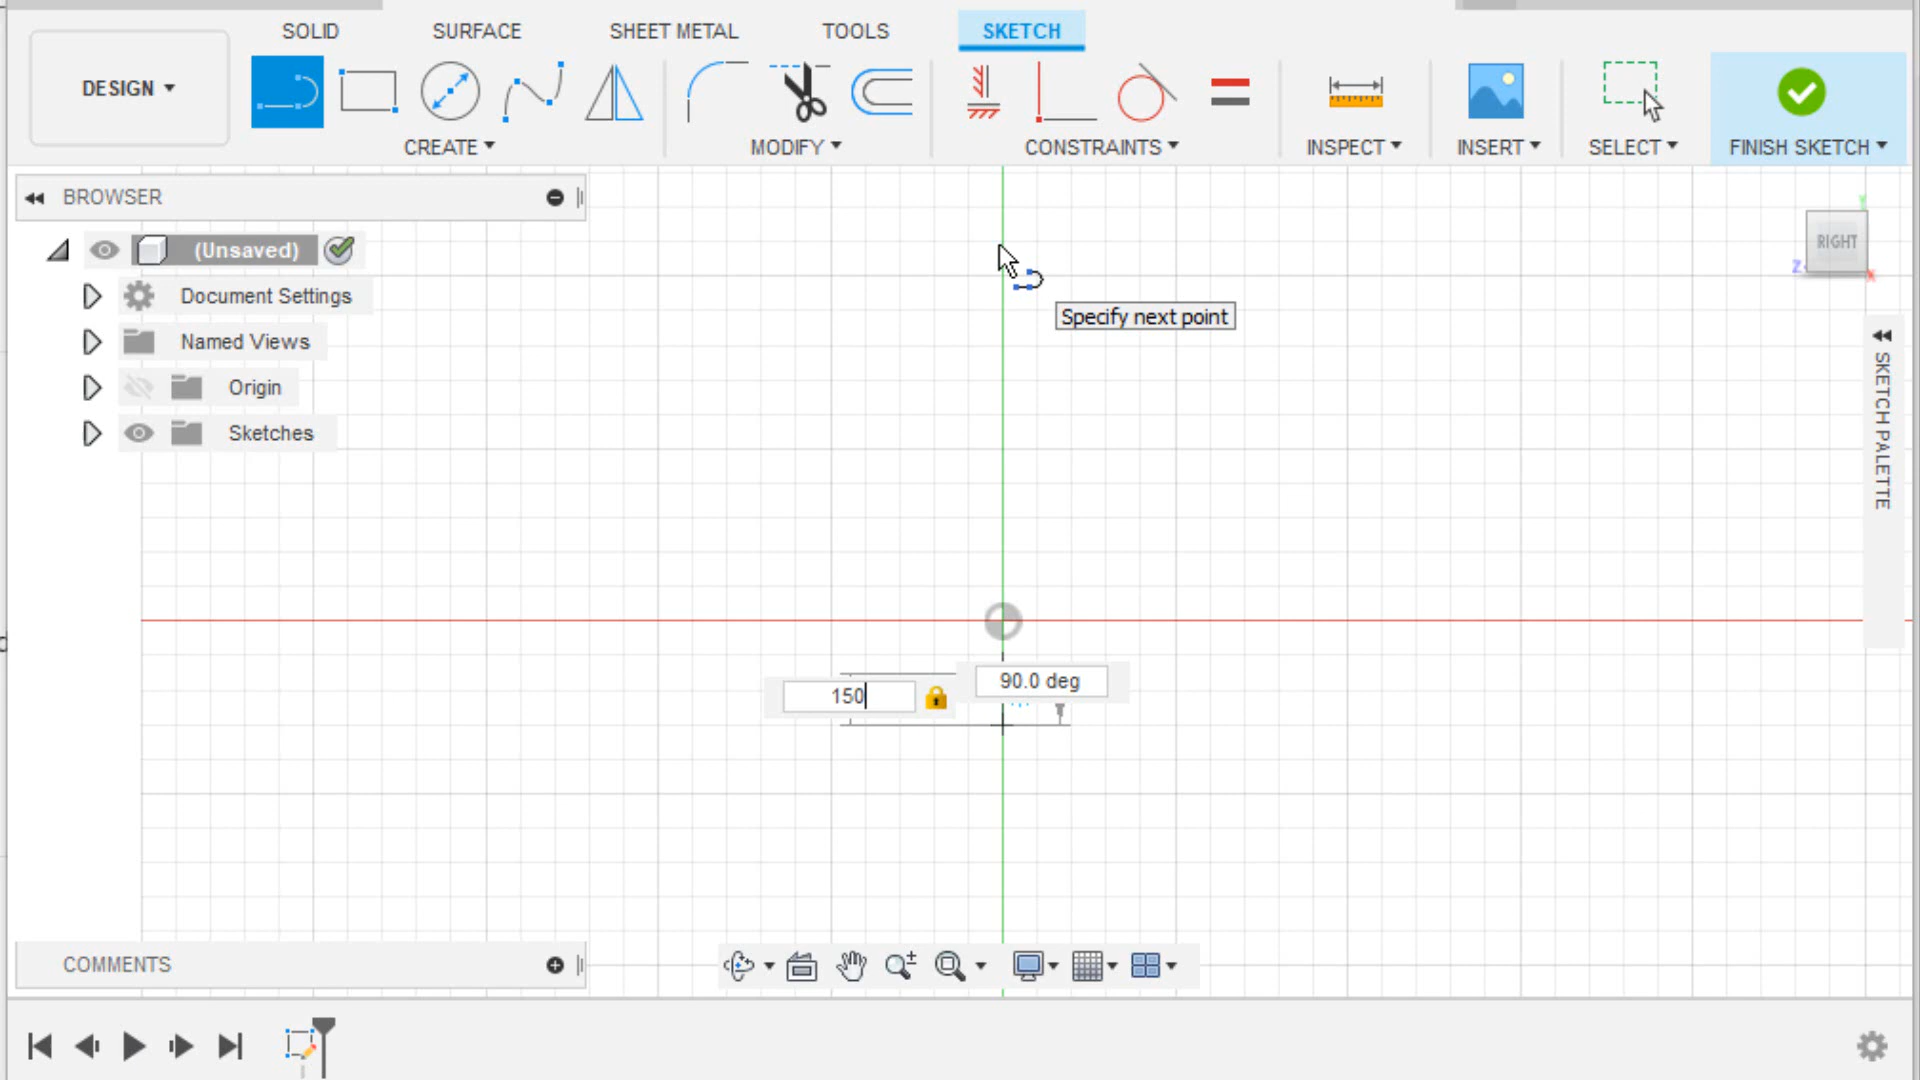 SOLID SURFACE SHEET METAL TOOLS SKETCH
DESIGN
CREATE MODIFY CONSTRAINTS INSPECT INSERT SELECT FINISH SKETCH
BROWSER
(Unsaved)
Document Settings
Named Views
Origin
Sketches
Specify next point
Y
RIGHT
Z
X
SKETCH PALETTE
150
90.0 deg
COMMENTS